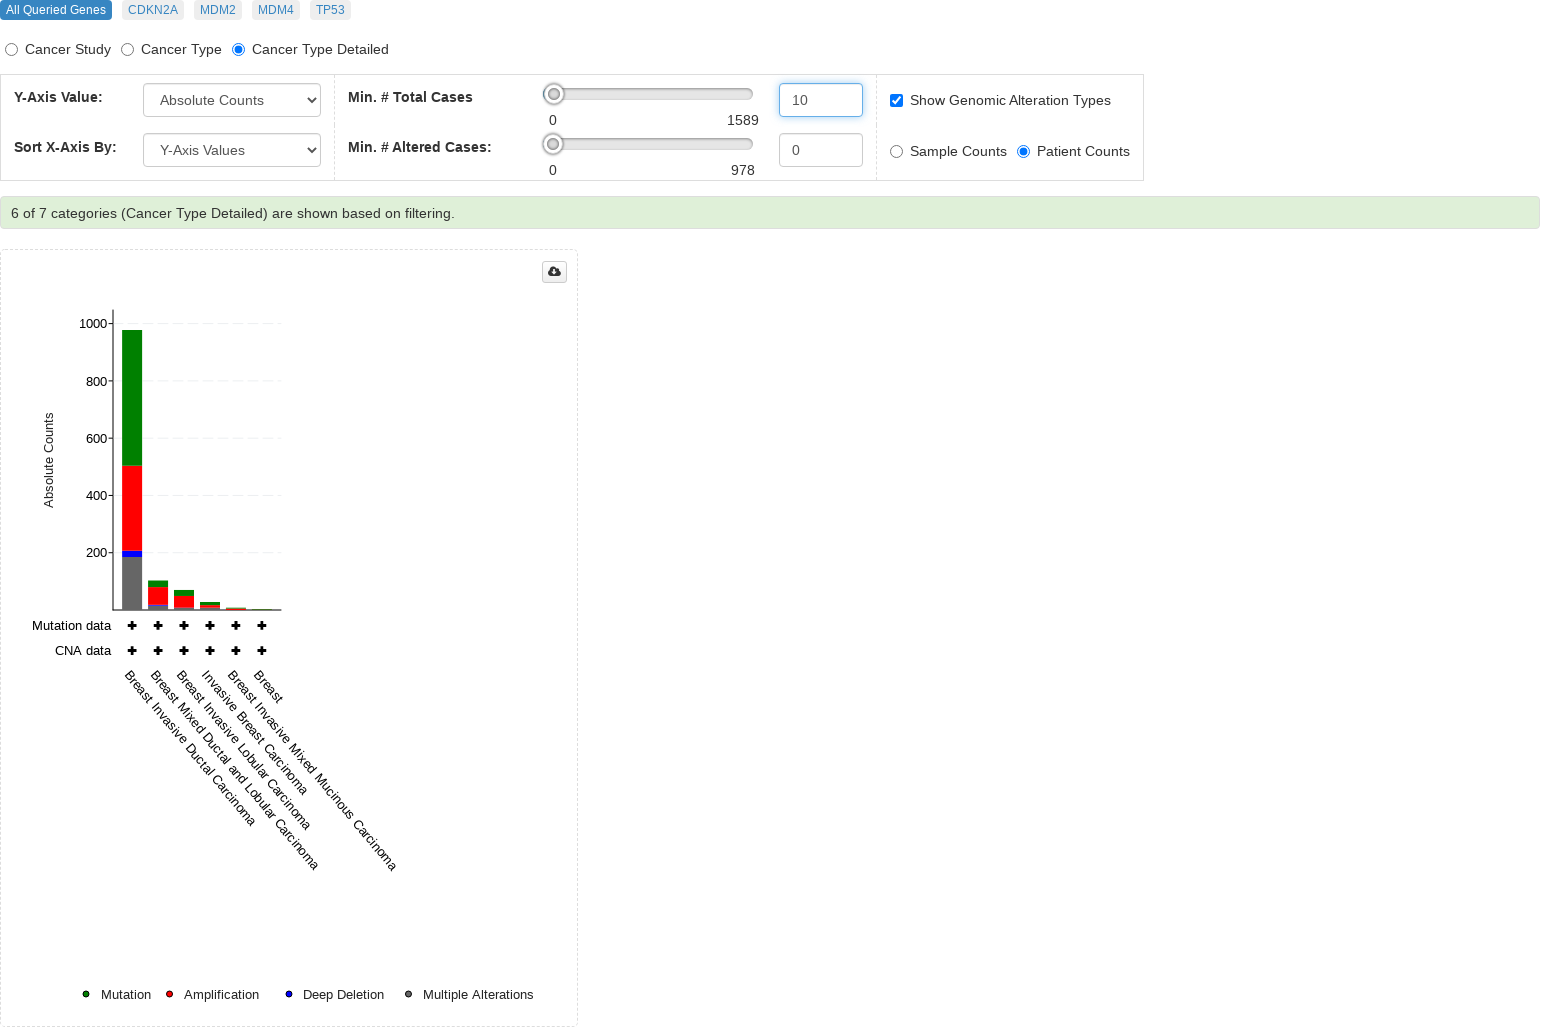 All Queried Genes CDKN2A MDM2 MDM4 TP53
Cancer Study Cancer Type Cancer Type Detailed
Y-Axis Value: Absolute Counts Min. # Total Cases 10 Show Genomic Alteration Types
0 1589
Sort X-Axis By: Y-Axis Values Min. # Altered Cases: 0 Sample Counts Patient Counts
0 978
6 of 7 categories (Cancer Type Detailed) are shown based on filtering.
1000
800
600
400
200
Absolute Counts
Mutation data
CNA data
Breast Invasive Ductal Carcinoma
Breast Mixed Ductal and Lobular Carcinoma
Breast Invasive Lobular Carcinoma
Invasive Breast Carcinoma
Breast Invasive Mixed Mucinous Carcinoma
Breast
Mutation Amplification Deep Deletion Multiple Alterations